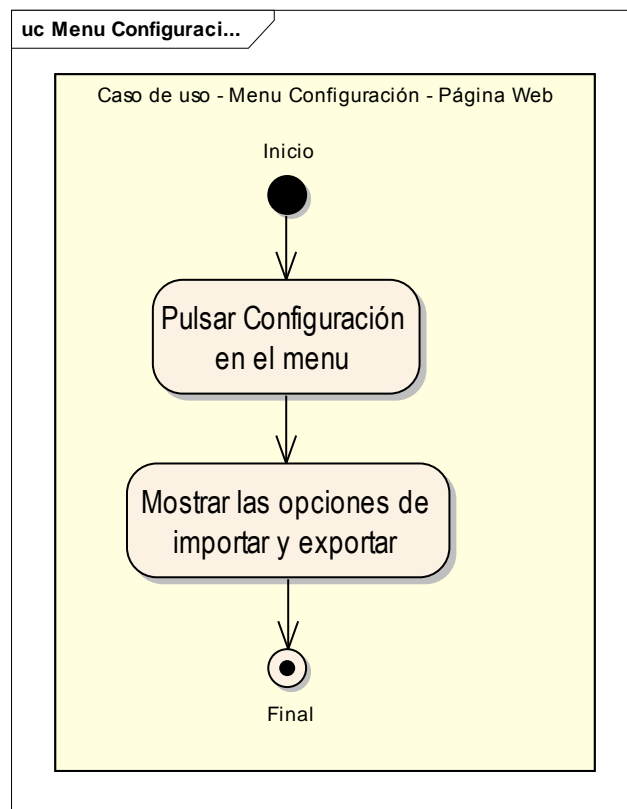 uc Menu Configuraci...
Caso de uso - Menu Configuración - Página Web
Inicio
Pulsar Configuración
en el menu
Mostrar las opciones de
importar y exportar
Final